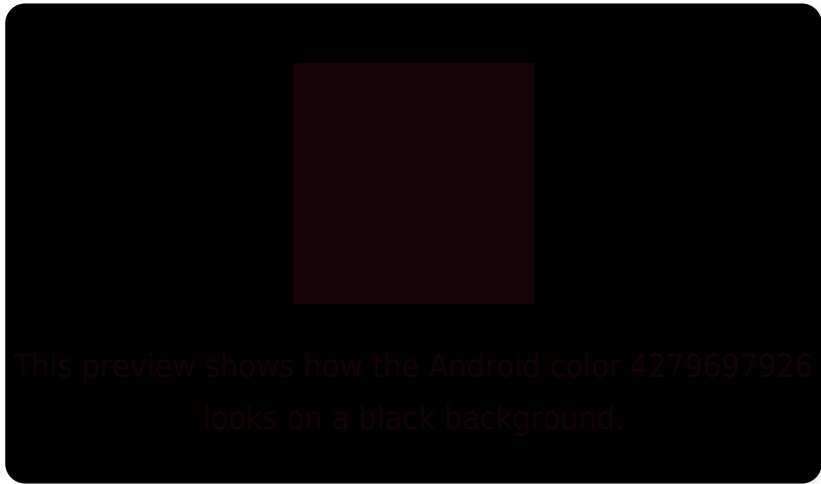 This preview shows how the Android color 4279697926
looks on a black background.